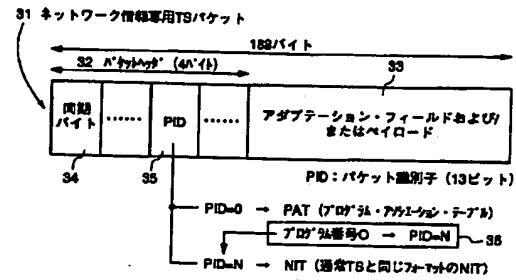 31 ネットワーク情報専用TSパケット
188バイト
32 パケットヘッダ (4バイト) 33
同期バイト …… PID …… アダプテーション・フィールドおよび/またはペイロード
34 35
PID：パケット識別子 (13ビット)
PID=0 → PAT (プログラム・アソシエーション・テーブル)
プログラム番号0 → PID=N 36
PID=N → NIT (通常TSと同じフォーマットのNIT)